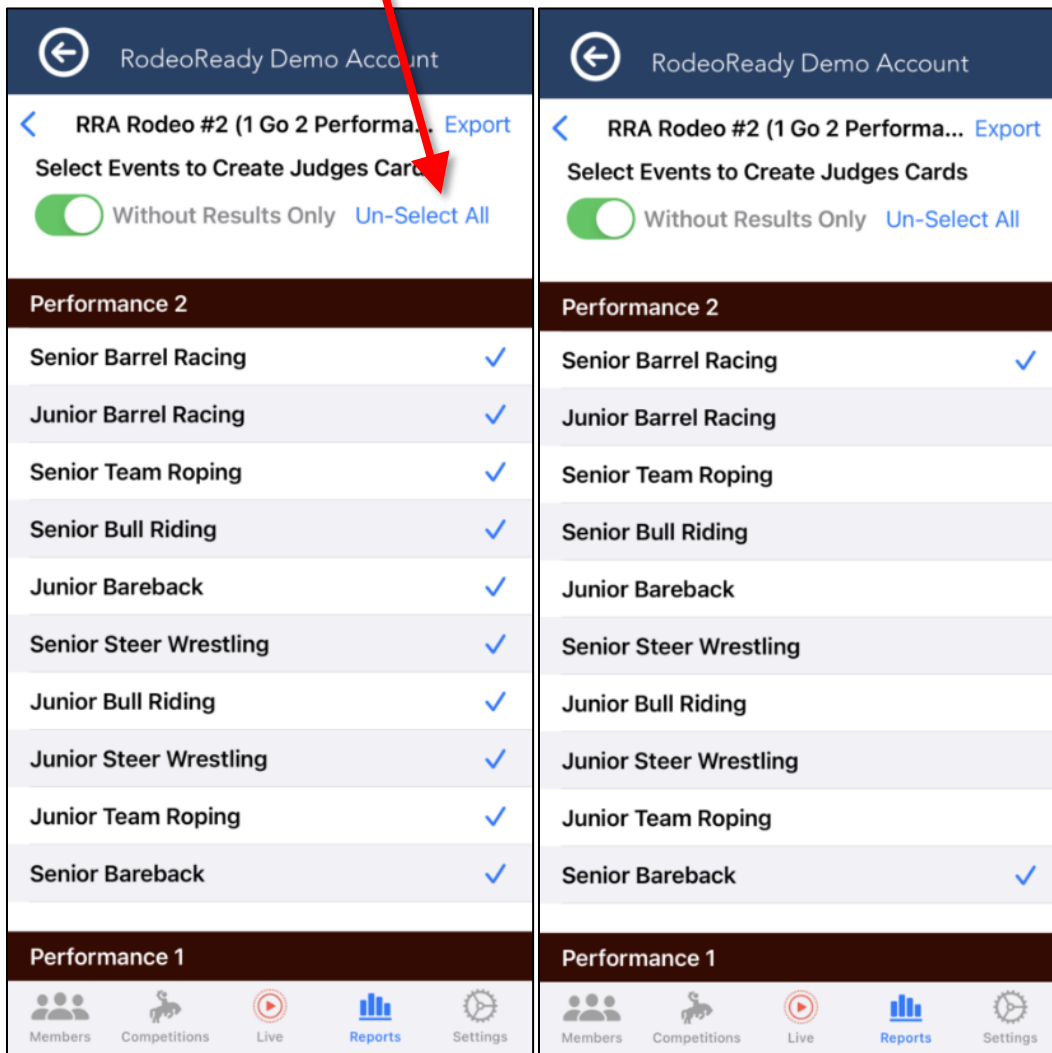 RodeoReady Demo Account
RRA Rodeo #2 (1 Go 2 Performa... Export
Select Events to Create Judges Cards
Without Results Only Un-Select All
Performance 2
Senior Barrel Racing
Junior Barrel Racing
Senior Team Roping
Senior Bull Riding
Junior Bareback
Senior Steer Wrestling
Junior Bull Riding
Junior Steer Wrestling
Junior Team Roping
Senior Bareback
Performance 1
Members Competitions Live Reports Settings
RodeoReady Demo Account
RRA Rodeo #2 (1 Go 2 Performa... Export
Select Events to Create Judges Cards
Without Results Only Un-Select All
Performance 2
Senior Barrel Racing
Junior Barrel Racing
Senior Team Roping
Senior Bull Riding
Junior Bareback
Senior Steer Wrestling
Junior Bull Riding
Junior Steer Wrestling
Junior Team Roping
Senior Bareback
Performance 1
Members Competitions Live Reports Settings